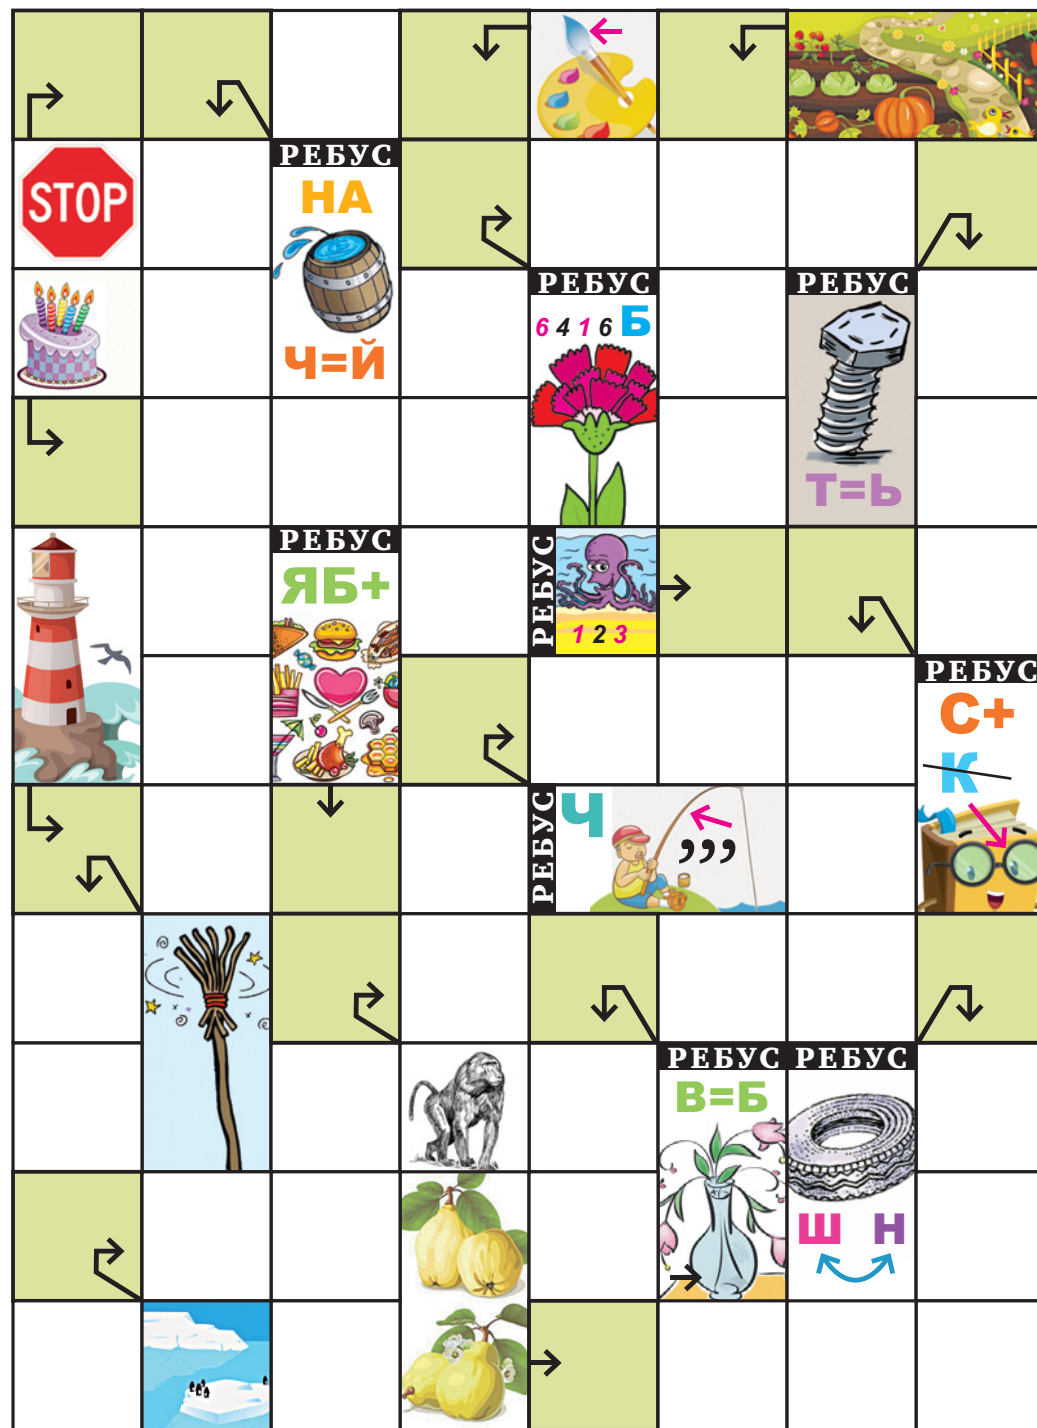 STOP
РЕБУС
НА
Ч=Й
РЕБУС
6 4 1 6 Б
РЕБУС
Т=Ь
РЕБУС
ЯБ+
РЕБУС
1 2 3
РЕБУС
С+
К
РЕБУС
Ч
,,,
РЕБУС
В=Б
РЕБУС
Ш Н